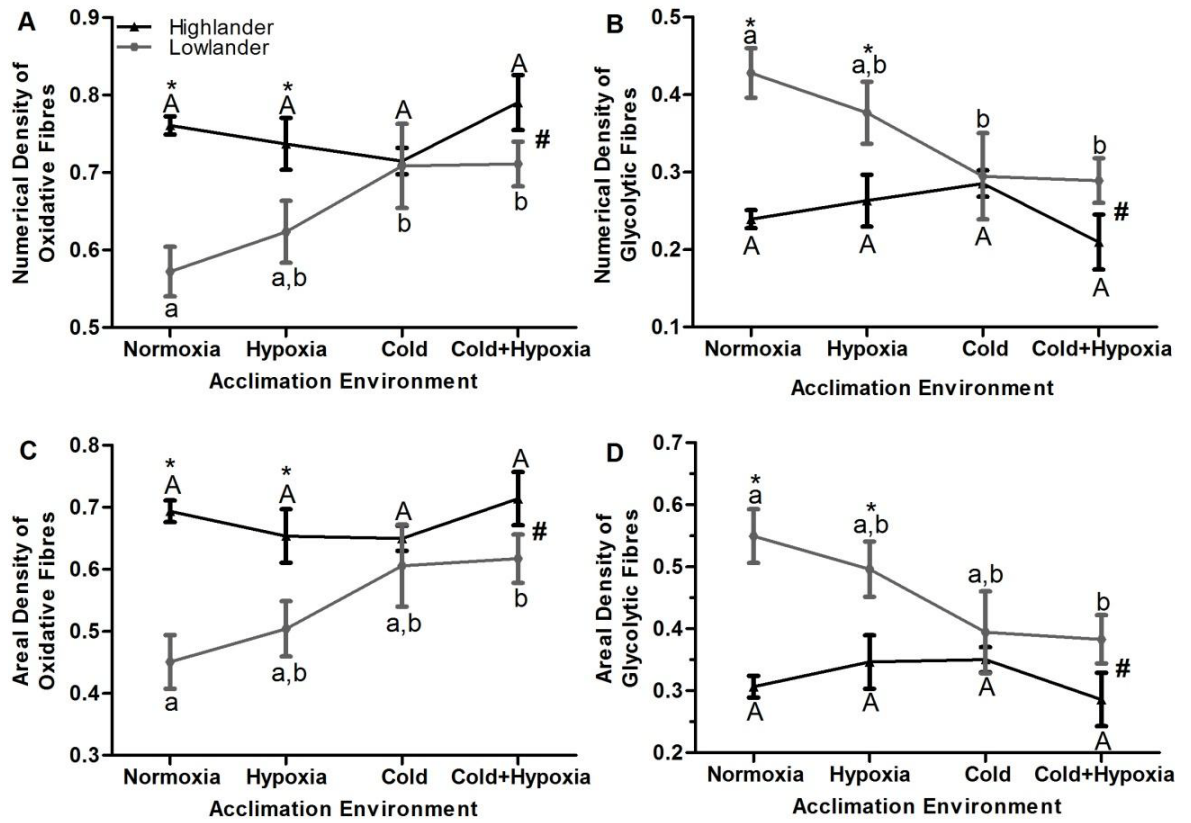 A
Highlander
Lowlander
Numerical Density of
Oxidative Fibres
0.9
0.8
0.7
0.6
0.5
*
A
*
A
A
A
#
a
a,b
b
b
Normoxia Hypoxia Cold Cold+Hypoxia
Acclimation Environment
B
Numerical Density of
Glycolytic Fibres
0.5
0.4
0.3
0.2
0.1
*
a
*
a,b
b
b
#
A
A
A
A
Normoxia Hypoxia Cold Cold+Hypoxia
Acclimation Environment
C
Areal Density of
Oxidative Fibres
0.8
0.7
0.6
0.5
0.4
0.3
*
A
*
A
A
A
#
a
a,b
a,b
b
Normoxia Hypoxia Cold Cold+Hypoxia
Acclimation Environment
D
Areal Density of
Glycolytic Fibres
0.7
0.6
0.5
0.4
0.3
0.2
*
a
*
a,b
a,b
b
#
A
A
A
A
Normoxia Hypoxia Cold Cold+Hypoxia
Acclimation Environment